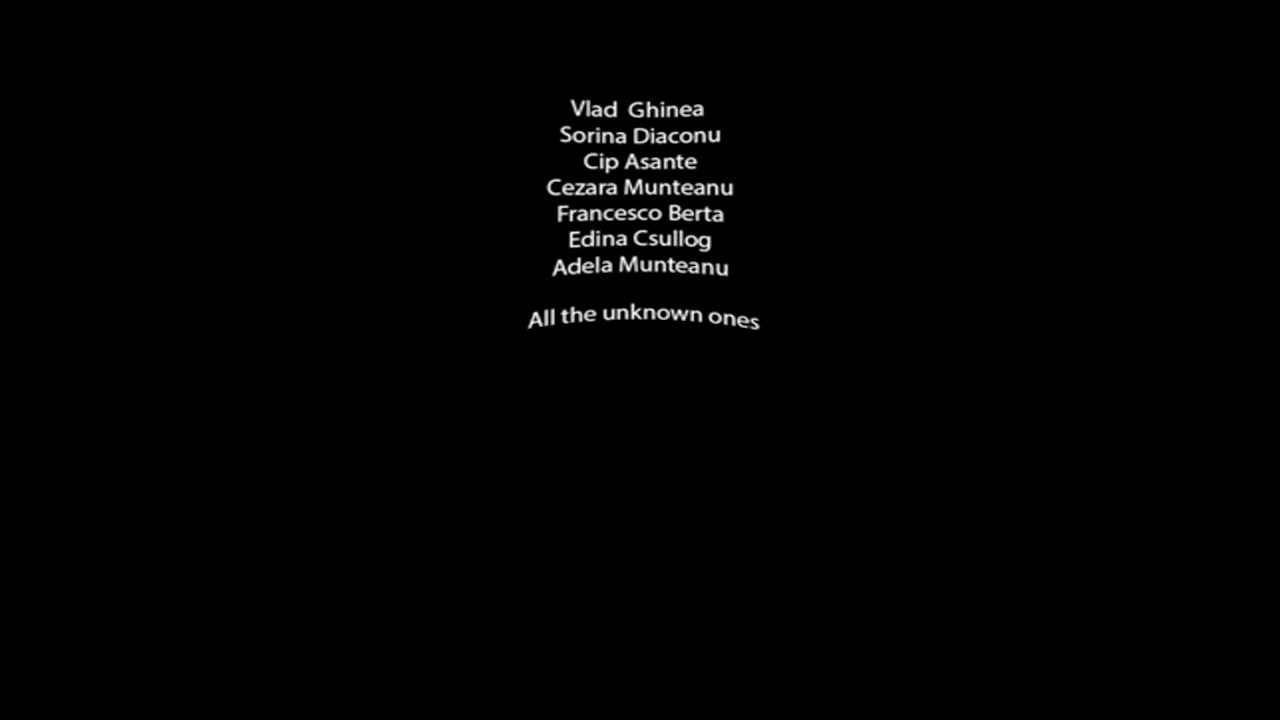 Vlad Ghinea
Sorina Diaconu
Cip Asante
Cezara Munteanu
Francesco Berta
Edina Csullog
Adela Munteanu
All the unknown ones